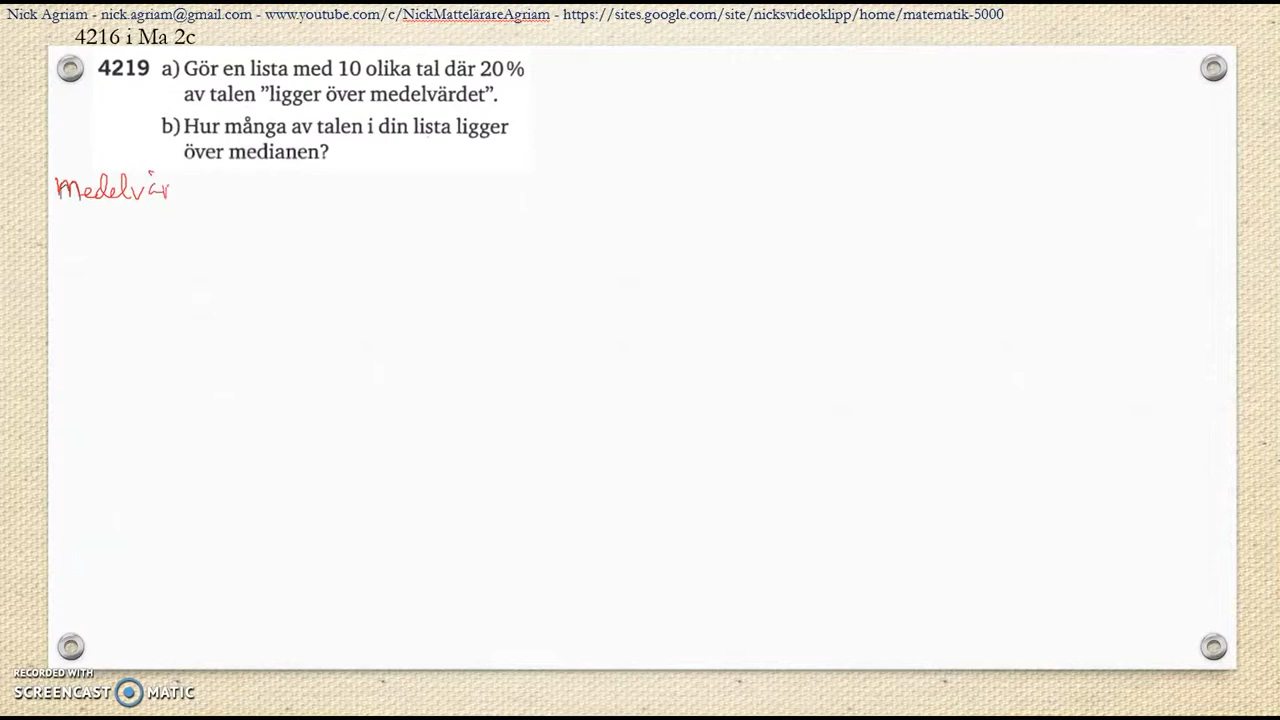 Nick Agriam - nick.agriam@gmail.com - www.youtube.com/c/NickMattelärareAgriam - https://sites.google.com/site/nicksvideoklipp/home/matematik-5000
4216 i Ma 2c
4219 a) Gör en lista med 10 olika tal där 20 %
av talen ”ligger över medelvärdet”.
b) Hur många av talen i din lista ligger
över medianen?
Medelvär
RECORDED WITH
SCREENCAST MATIC